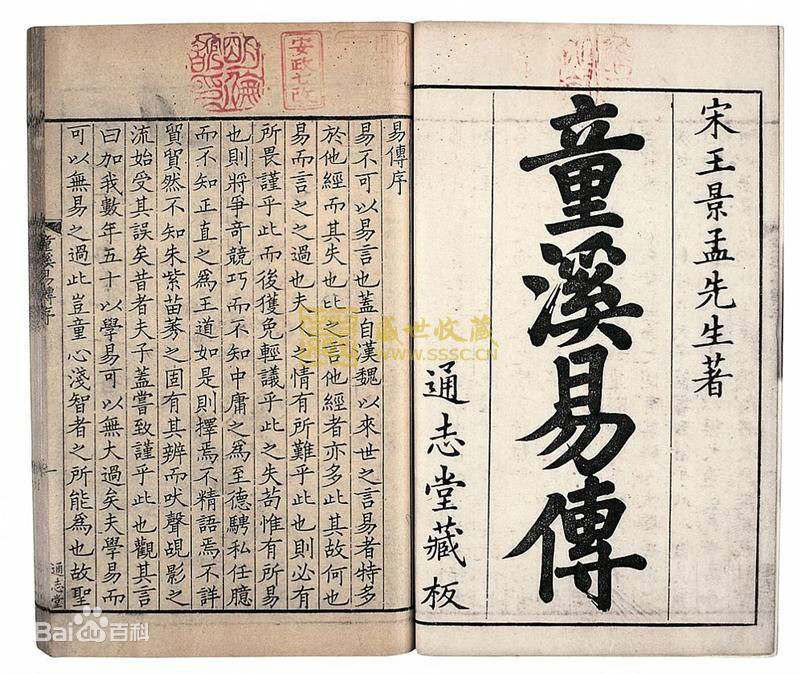 宋王景孟先生著
童溪易傳
通志堂藏板
明倫館印
安政七改
易傳序
易不可以易言也蓋自漢魏以來世之言易者特多
於他經而其失也比之言他經者亦多此其故何也
易而言之之過也夫人之情有所難乎此也則必有
所畏謹乎此而後獲免輕議乎此之失苟惟有所易
也則將爭奇競巧而不知中庸之爲至德騁私任臆
而不知正直之爲王道如是則擇焉不精語焉不詳
貿貿然不知朱紫苗莠之固有其辨而吠聲覘影之
流始受其誤矣昔者夫子蓋嘗致謹乎此也觀其言
曰加我數年五十以學易可以無大過矣夫學易而
可以無易之過此豈童心淺智者之所能爲也故聖
童溪易傳序
通志堂
盛世收藏
www.sssc.cn
Bai 百科